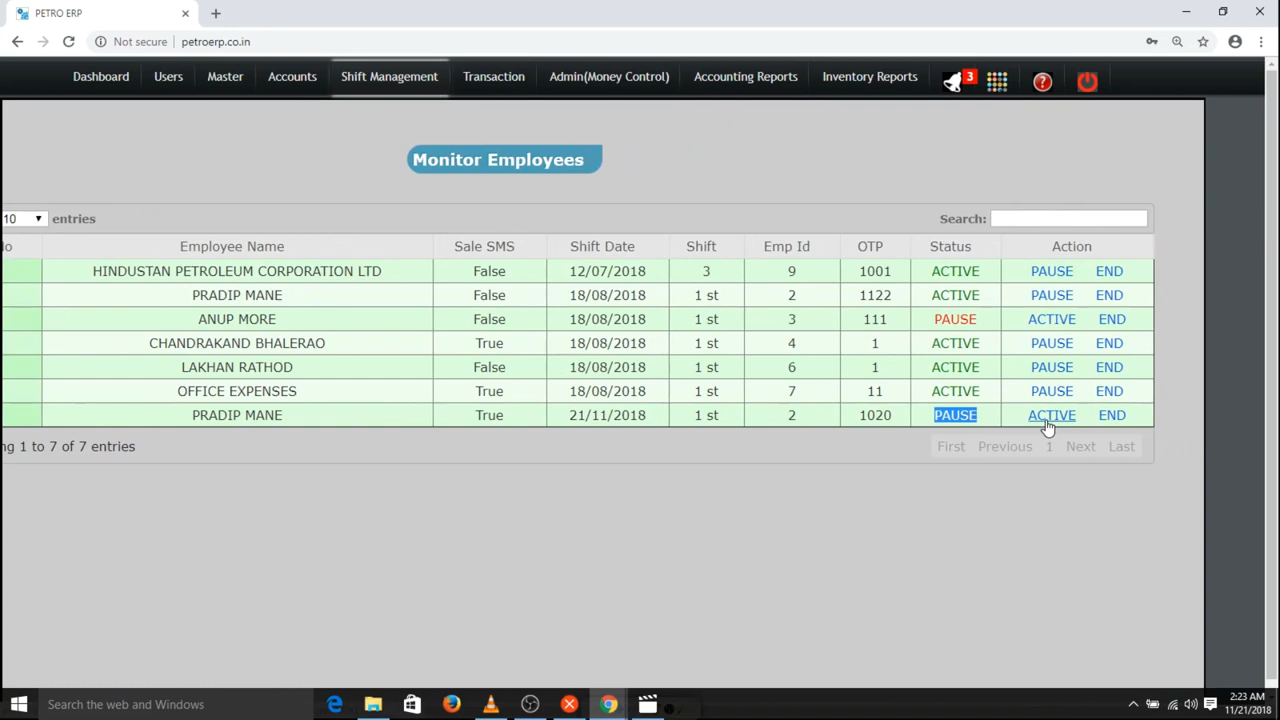 PETRO ERP
Not secure petroerp.co.in
Dashboard Users Master Accounts Shift Management Transaction Admin(Money Control) Accounting Reports Inventory Reports 3 ?
Monitor Employees
10 entries Search:
o Employee Name Sale SMS Shift Date Shift Emp Id OTP Status Action
HINDUSTAN PETROLEUM CORPORATION LTD False 12/07/2018 3 9 1001 ACTIVE PAUSE END
PRADIP MANE False 18/08/2018 1 st 2 1122 ACTIVE PAUSE END
ANUP MORE False 18/08/2018 1 st 3 111 PAUSE ACTIVE END
CHANDRAKAND BHALERAO True 18/08/2018 1 st 4 1 ACTIVE PAUSE END
LAKHAN RATHOD False 18/08/2018 1 st 6 1 ACTIVE PAUSE END
OFFICE EXPENSES True 18/08/2018 1 st 7 11 ACTIVE PAUSE END
PRADIP MANE True 21/11/2018 1 st 2 1020 PAUSE ACTIVE END
ng 1 to 7 of 7 entries First Previous 1 Next Last
Search the web and Windows 2:23 AM
11/21/2018